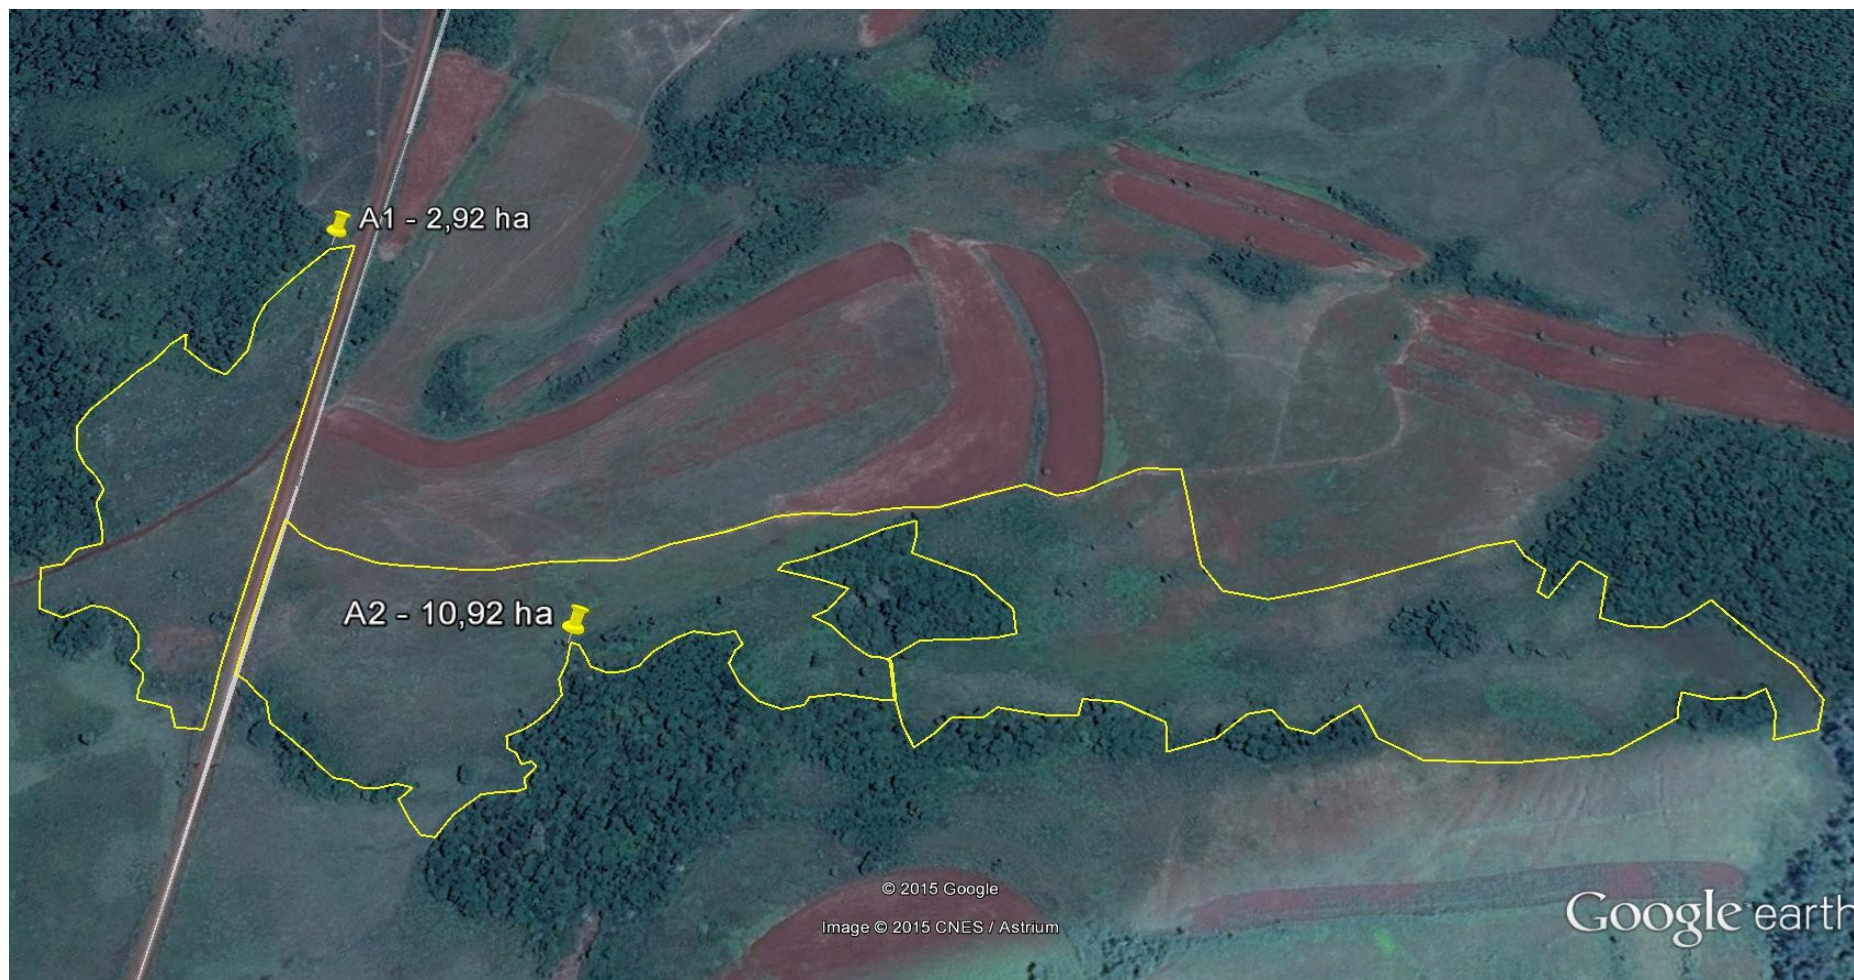 A1 - 2,92 ha
A2 - 10,92 ha
© 2015 Google
Image © 2015 CNES / Astrium
Google earth